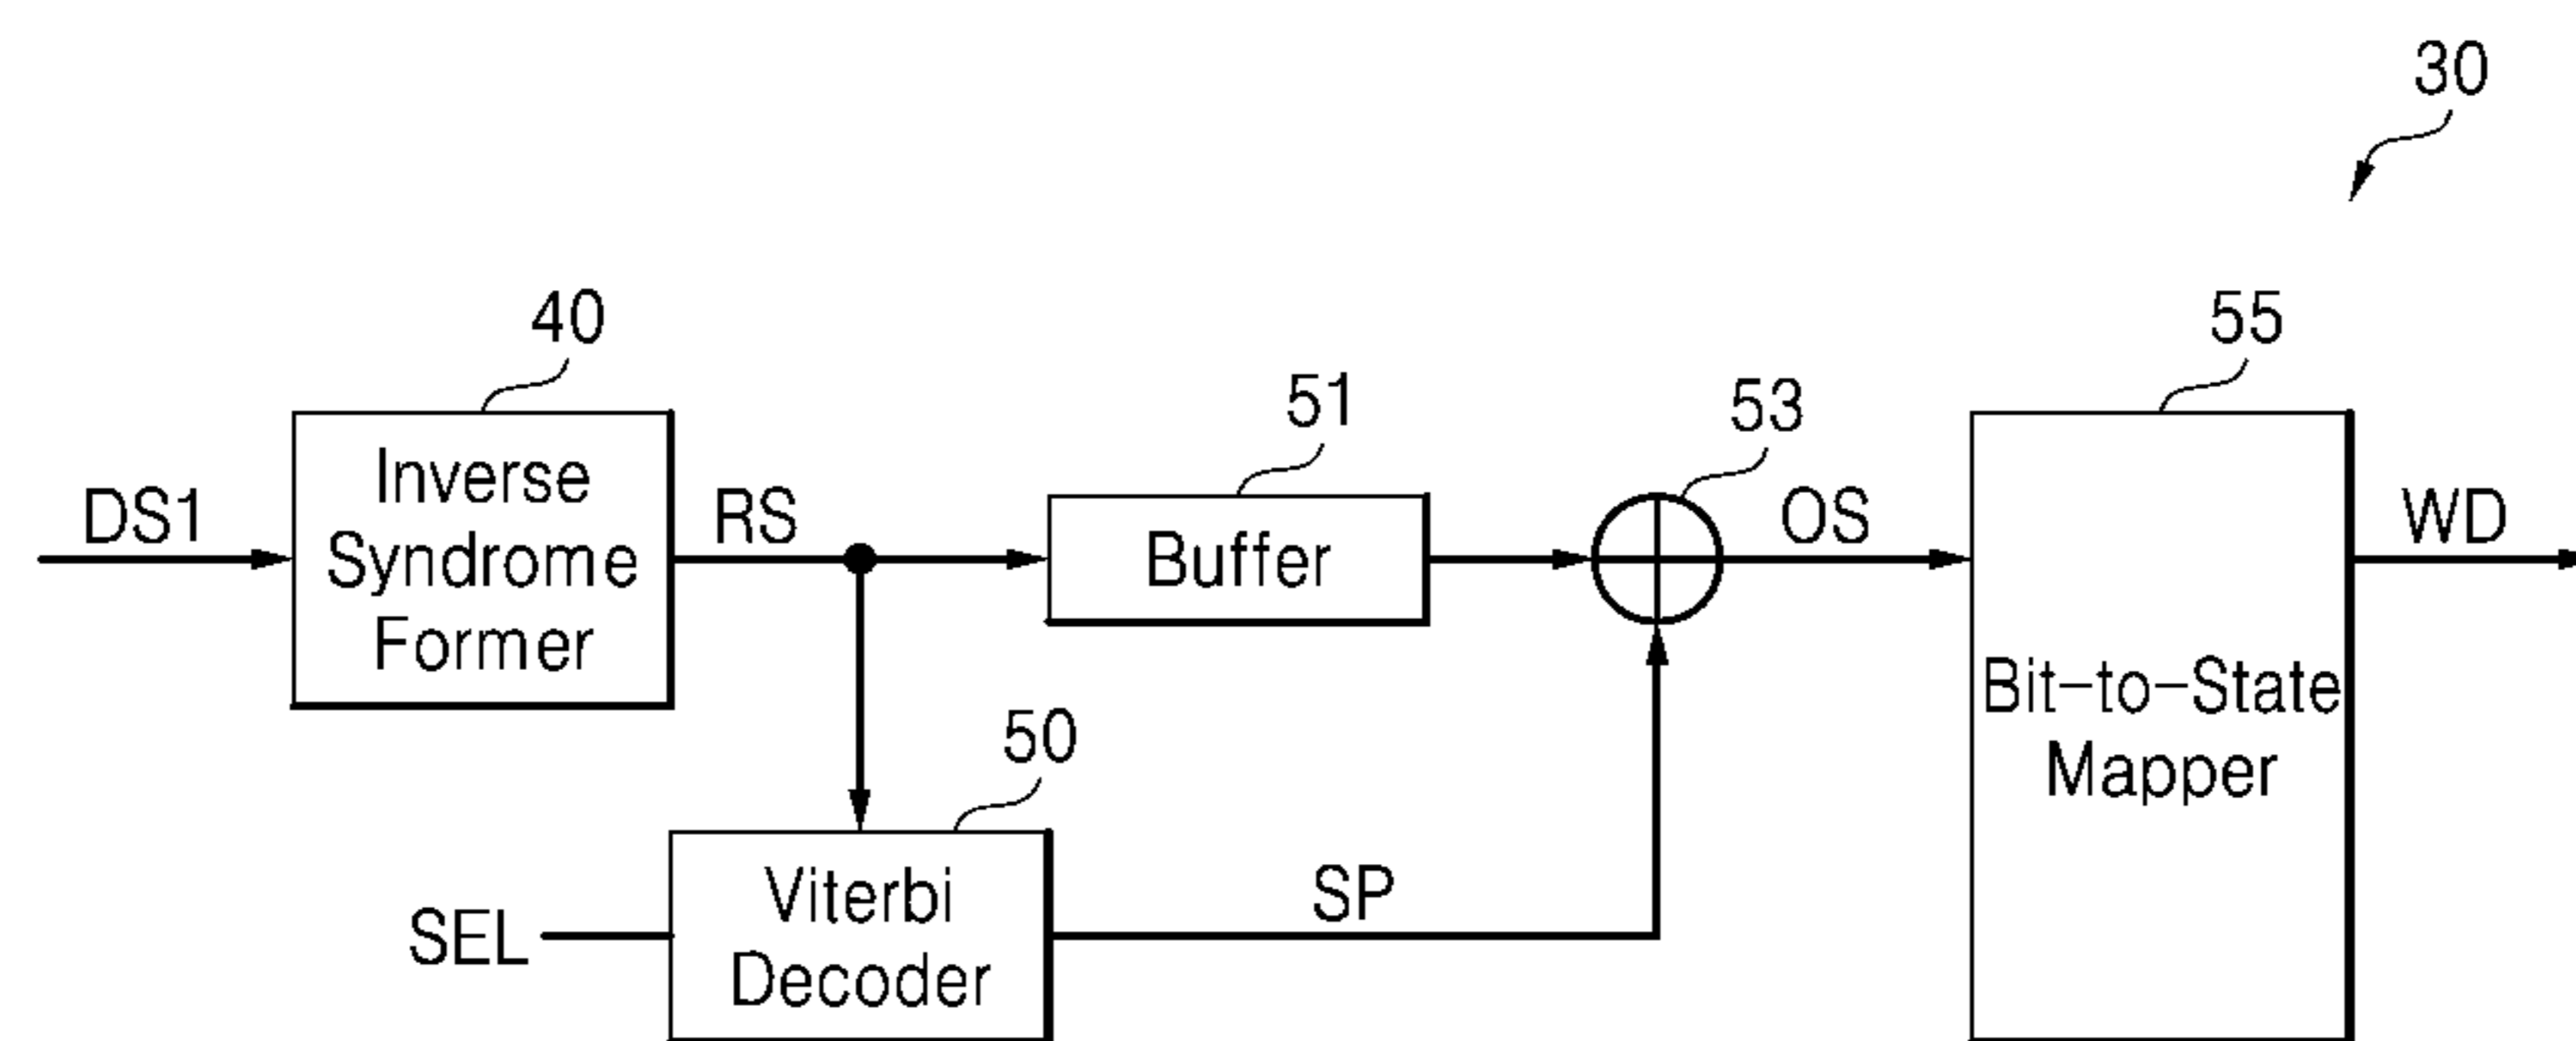 30
40
55
51
53
DS1
Inverse
Syndrome
Former
RS
Buffer
OS
WD
Bit-to-State
Mapper
50
SEL
Viterbi
Decoder
SP